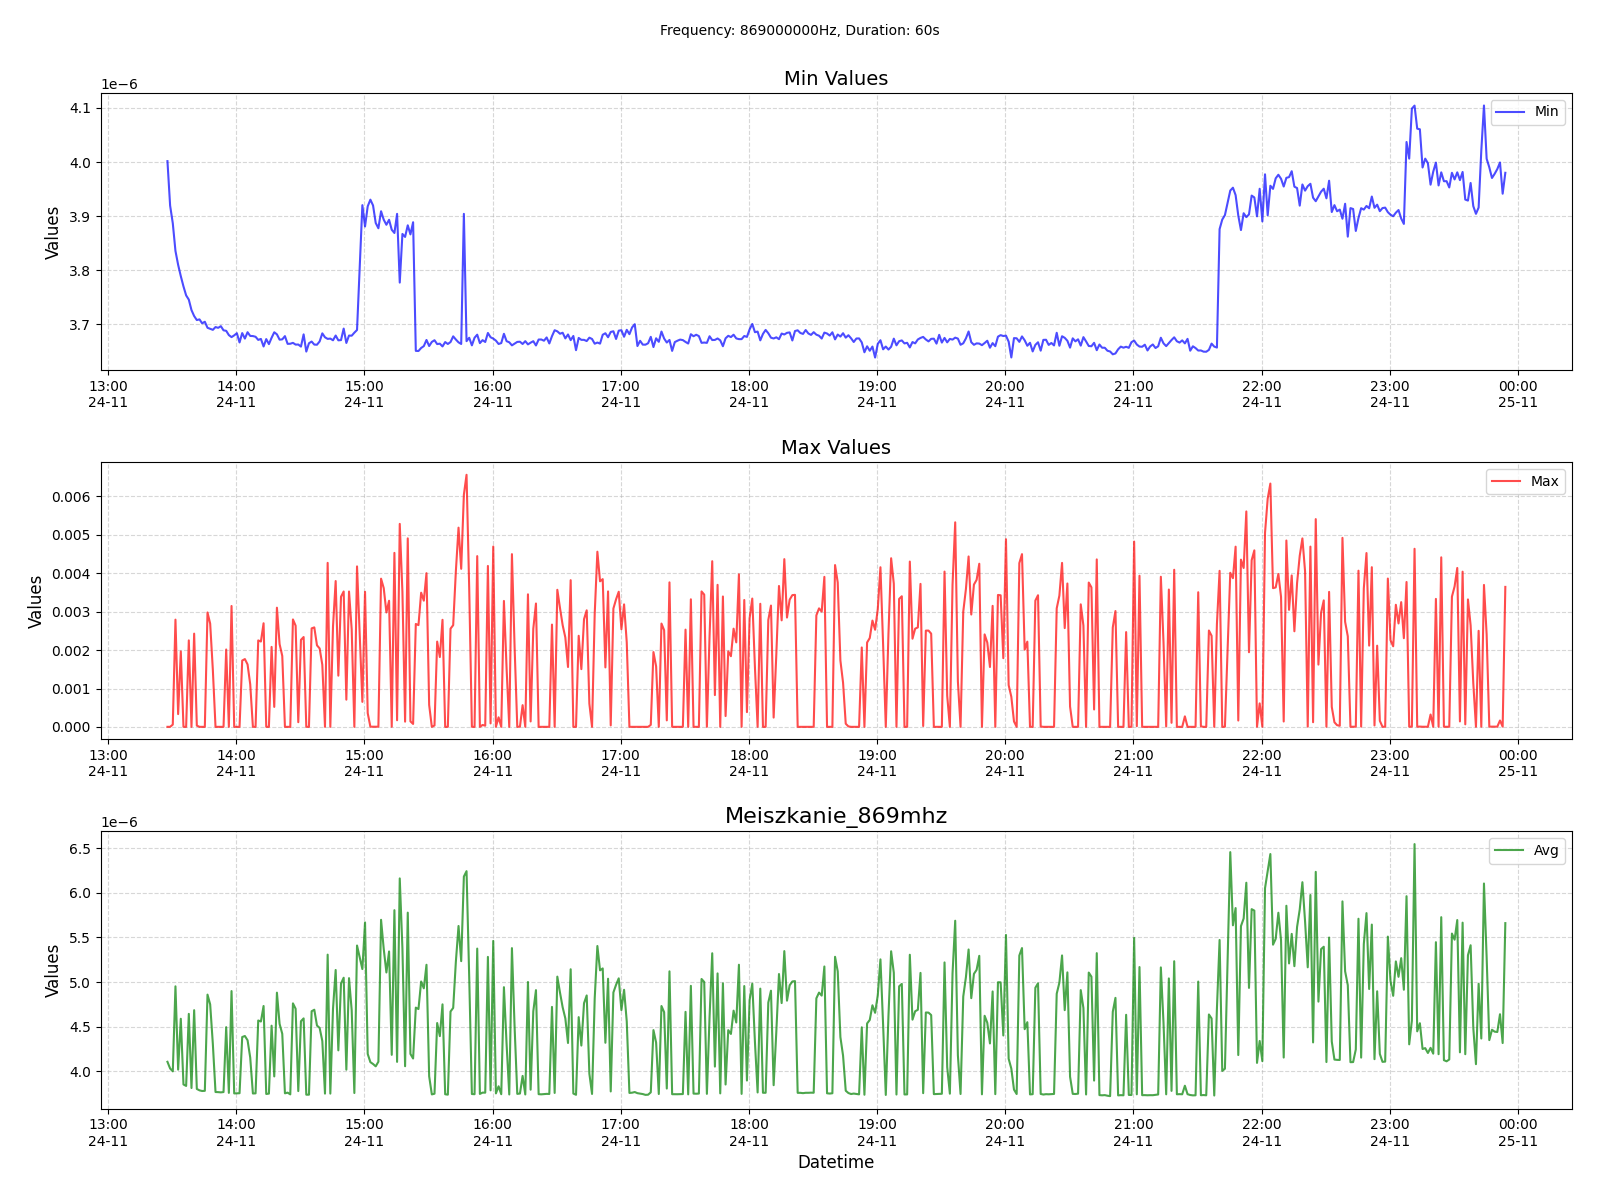 Frequency: 869000000Hz, Duration: 60s
Min Values
1e−6
4.1
4.0
3.9
3.8
3.7
Values
Min
13:00 14:00 15:00 16:00 17:00 18:00 19:00 20:00 21:00 22:00 23:00 00:00
24-11 24-11 24-11 24-11 24-11 24-11 24-11 24-11 24-11 24-11 24-11 25-11
Max Values
0.006
0.005
0.004
0.003
0.002
0.001
0.000
Values
Max
13:00 14:00 15:00 16:00 17:00 18:00 19:00 20:00 21:00 22:00 23:00 00:00
24-11 24-11 24-11 24-11 24-11 24-11 24-11 24-11 24-11 24-11 24-11 25-11
Meiszkanie_869mhz
1e−6
6.5
6.0
5.5
5.0
4.5
4.0
Values
Avg
13:00 14:00 15:00 16:00 17:00 18:00 19:00 20:00 21:00 22:00 23:00 00:00
24-11 24-11 24-11 24-11 24-11 24-11 24-11 24-11 24-11 24-11 24-11 25-11
Datetime